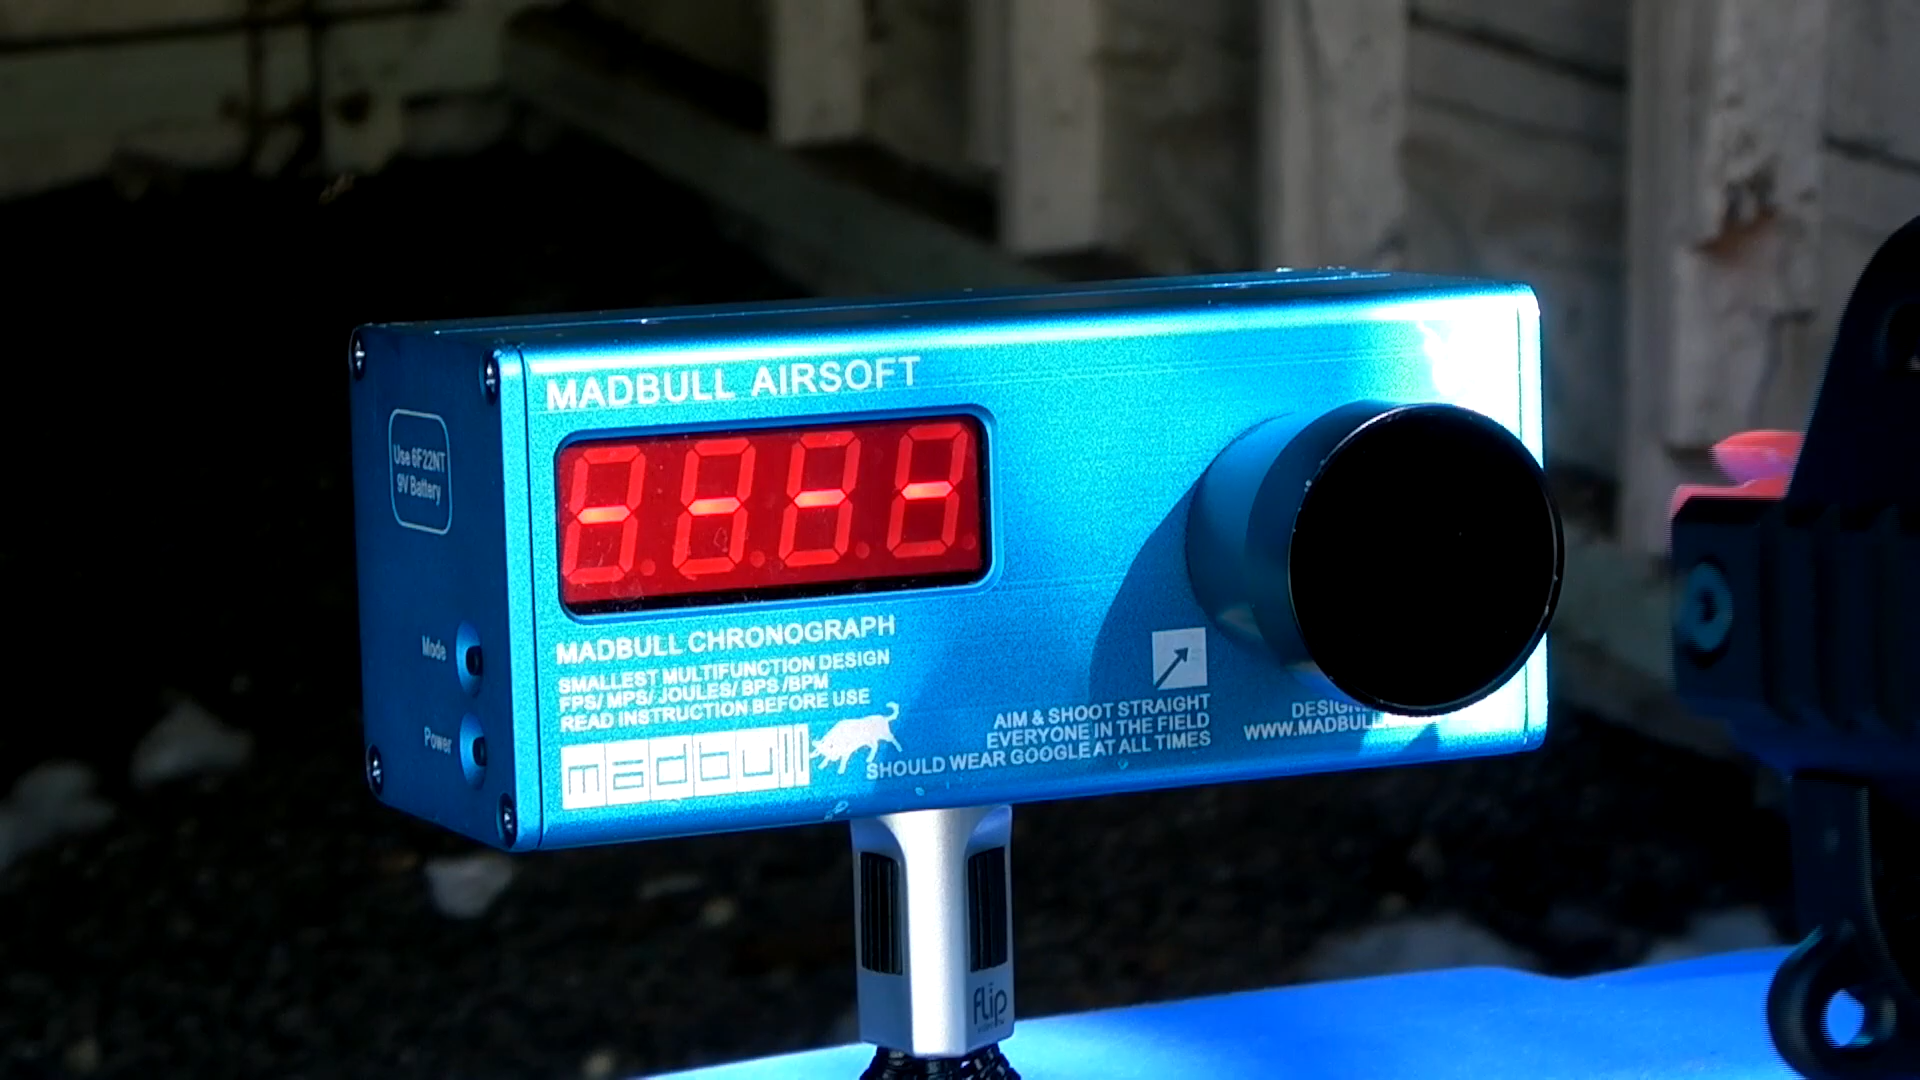 MADBULL AIRSOFT
Use 6F22NT
9V Battery
----
MADBULL CHRONOGRAPH
SMALLEST MULTIFUNCTION DESIGN
FPS/ MPS/ JOULES/ BPS /BPM
READ INSTRUCTION BEFORE USE
madbull
Mode
Power
AIM & SHOOT STRAIGHT
EVERYONE IN THE FIELD
SHOULD WEAR GOOGLE AT ALL TIMES
WWW.MADBULL
flip